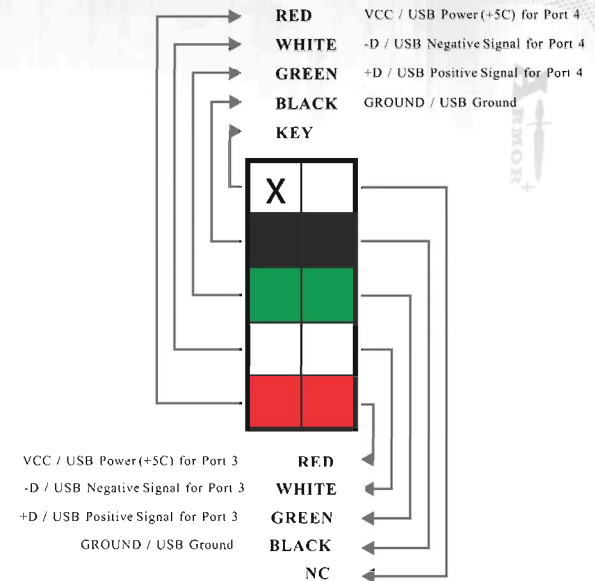 RED VCC / USB Power (+5C) for Port 4
WHITE -D / USB Negative Signal for Port 4
GREEN +D / USB Positive Signal for Port 4
BLACK GROUND / USB Ground
KEY
ARMOR+
X
VCC / USB Power (+5C) for Port 3 RED
-D / USB Negative Signal for Port 3 WHITE
+D / USB Positive Signal for Port 3 GREEN
GROUND / USB Ground BLACK
NC